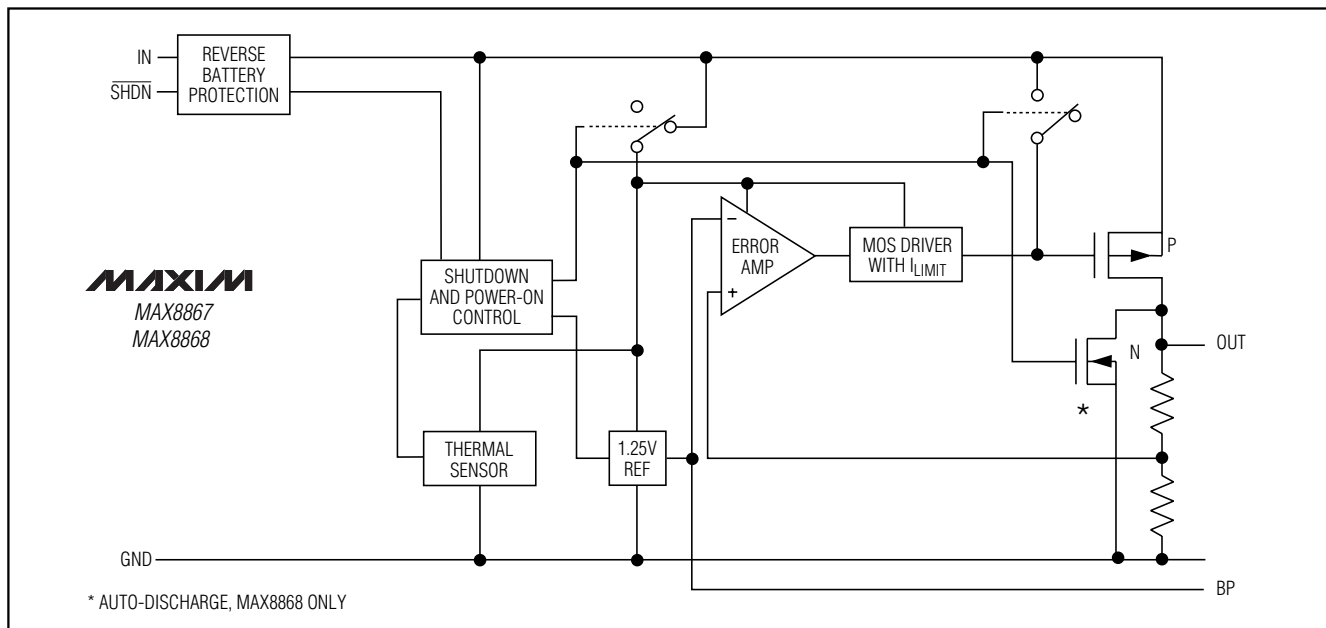 IN
REVERSE
BATTERY
PROTECTION
SHDN
MAXIM
MAX8867
MAX8868
SHUTDOWN
AND POWER-ON
CONTROL
−
ERROR
AMP
+
MOS DRIVER
WITH ILIMIT
P
N
*
OUT
THERMAL
SENSOR
1.25V
REF
GND
BP
* AUTO-DISCHARGE, MAX8868 ONLY